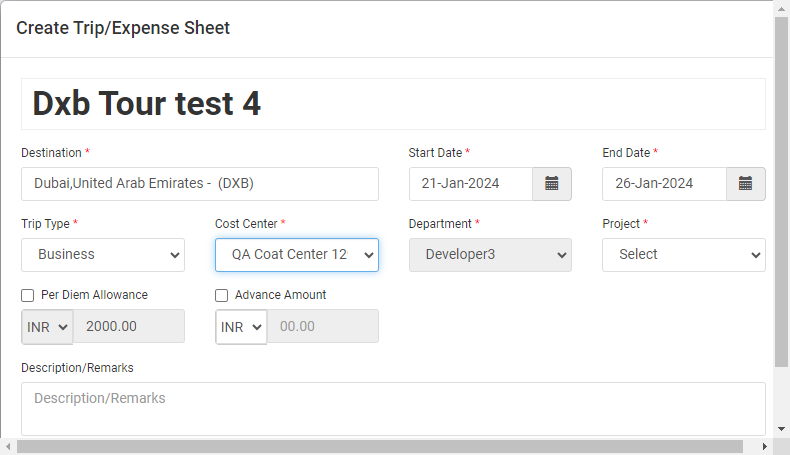 Create Trip/Expense Sheet
Dxb Tour test 4
Destination * Start Date * End Date *
Dubai,United Arab Emirates - (DXB) 21-Jan-2024 26-Jan-2024
Trip Type * Cost Center * Department * Project *
Business QA Coat Center 12 Developer3 Select
Per Diem Allowance Advance Amount
INR 2000.00 INR 00.00
Description/Remarks
Description/Remarks